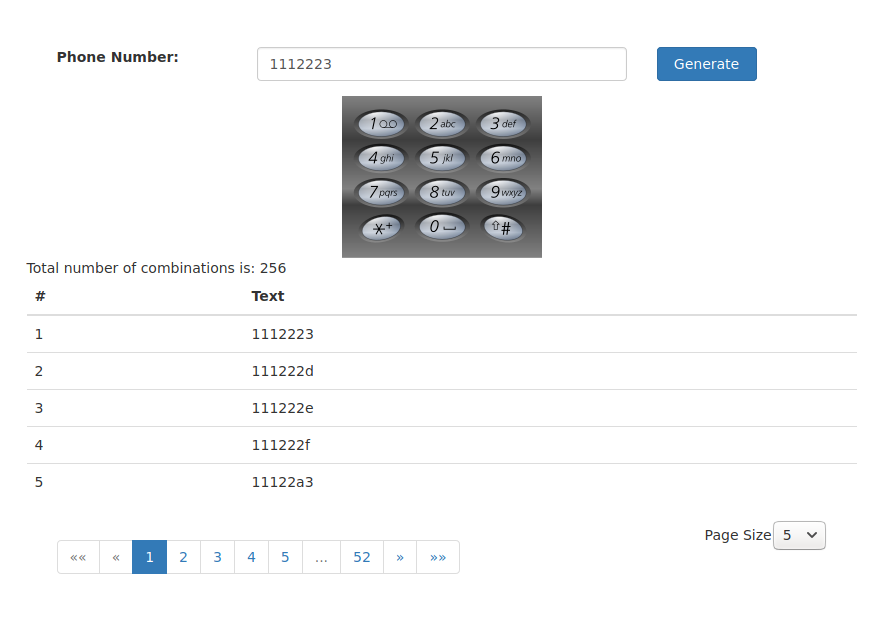 Phone Number: 1112223 Generate
1 2 abc 3 def
4 ghi 5 jkl 6 mno
7 pqrs 8 tuv 9 wxyz
*+ 0 ⇧#
Total number of combinations is: 256
# Text
1 1112223
2 111222d
3 111222e
4 111222f
5 11122a3
Page Size 5
«« « 1 2 3 4 5 ... 52 » »»